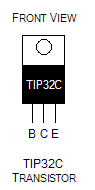 FRONT VIEW
TIP32C
B C E
TIP32C
TRANSISTOR